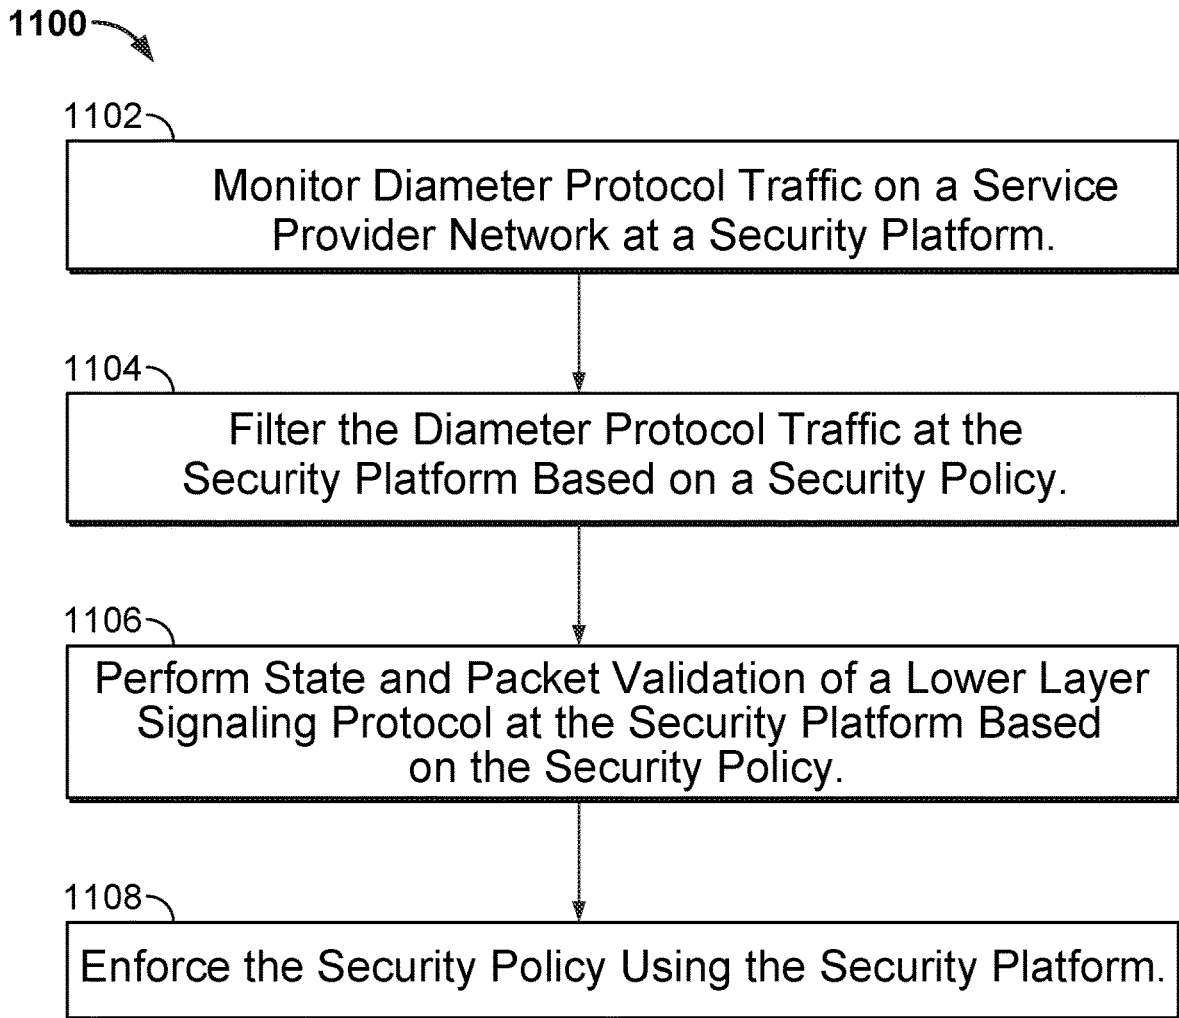 1100
1102
Monitor Diameter Protocol Traffic on a Service
Provider Network at a Security Platform.
1104
Filter the Diameter Protocol Traffic at the
Security Platform Based on a Security Policy.
1106
Perform State and Packet Validation of a Lower Layer
Signaling Protocol at the Security Platform Based
on the Security Policy.
1108
Enforce the Security Policy Using the Security Platform.